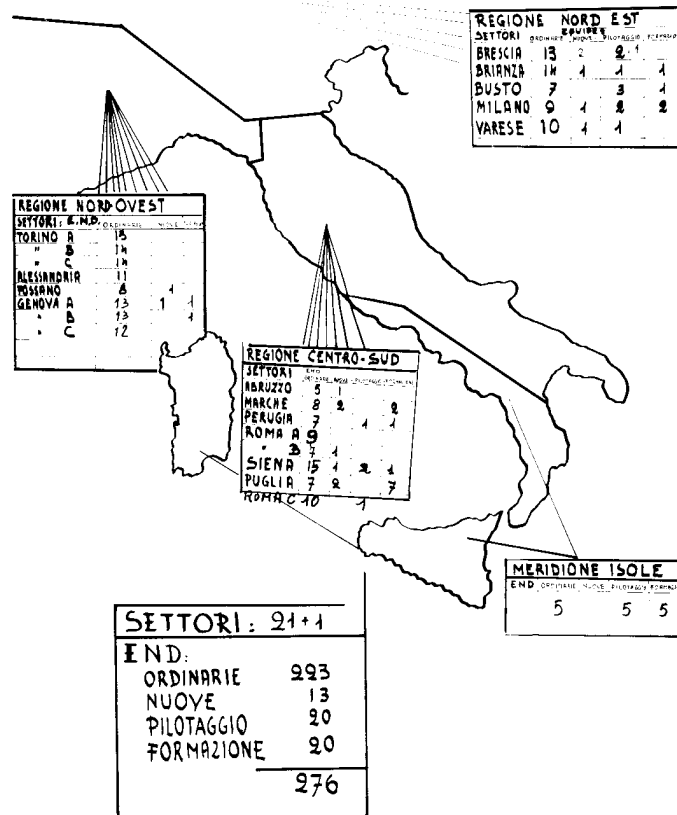 REGIONE NORD EST
SETTORI ORDINARIE EQUIPES NUOVE PILOTAGGIO
BRESCIA 13 2 2 1
BRIANZA 14 1 1 1
BUSTO 7 3 1
MILANO 9 1 2 2
VARESE 10 1 1
REGIONE NORD-OVEST
SETTORI: E.N.D. ORDINARIE NUOVE
TORINO A 15
" B 14
" C 14
ALESSANDRIA 11
FOSSANO 8 1
GENOVA A 13 1 1
" B 13 1
" C 12
REGIONE CENTRO-SUD
SETTORI END
ORDINARIE NUOVE PILOTAGGIO FORMAZIONE
ABRUZZO 5 1
MARCHE 8 2 2
PERUGIA 7 1 1
ROMA A 9
" B 7 1
SIENA 15 1 2 1
PUGLIA 7 2 7
ROMA C 10 1
MERIDIONE ISOLE
END ORDINARIE NUOVE PILOTAGGIO FORMAZ
5 5 5
SETTORI: 21+1
END:
ORDINARIE 223
NUOVE 13
PILOTAGGIO 20
FORMAZIONE 20
276